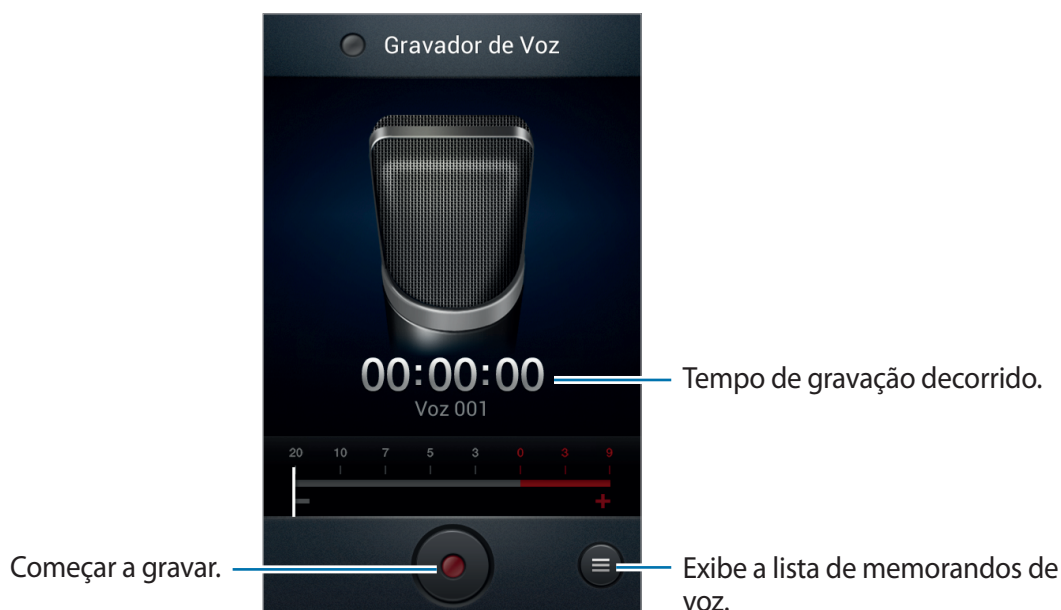 Gravador de Voz
00:00:00
Tempo de gravação decorrido.
Voz 001
20 10 7 5 3 0 3 9
− +
Começar a gravar.
Exibe a lista de memorandos de
voz.